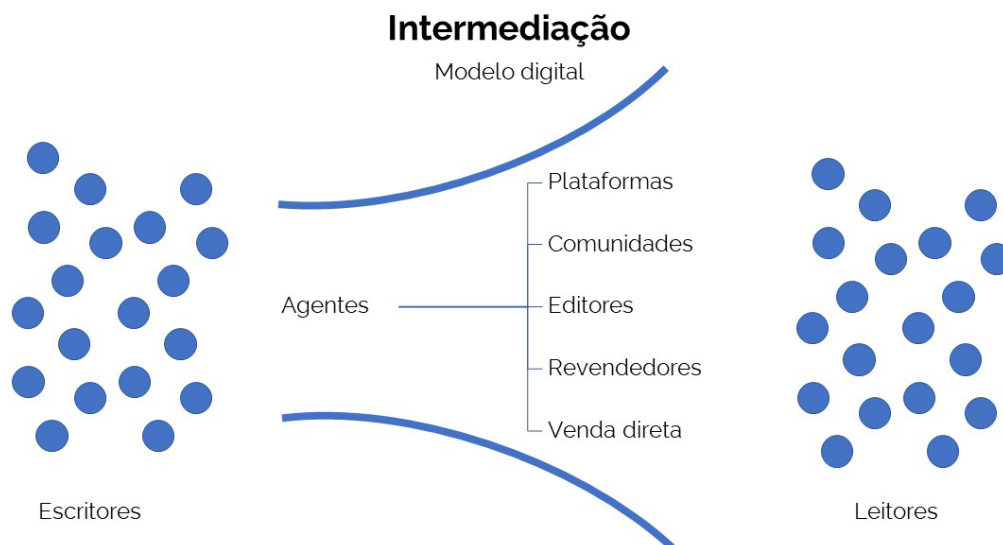 Intermediação
Modelo digital
Plataformas
Comunidades
Agentes
Editores
Revendedores
Venda direta
Escritores
Leitores